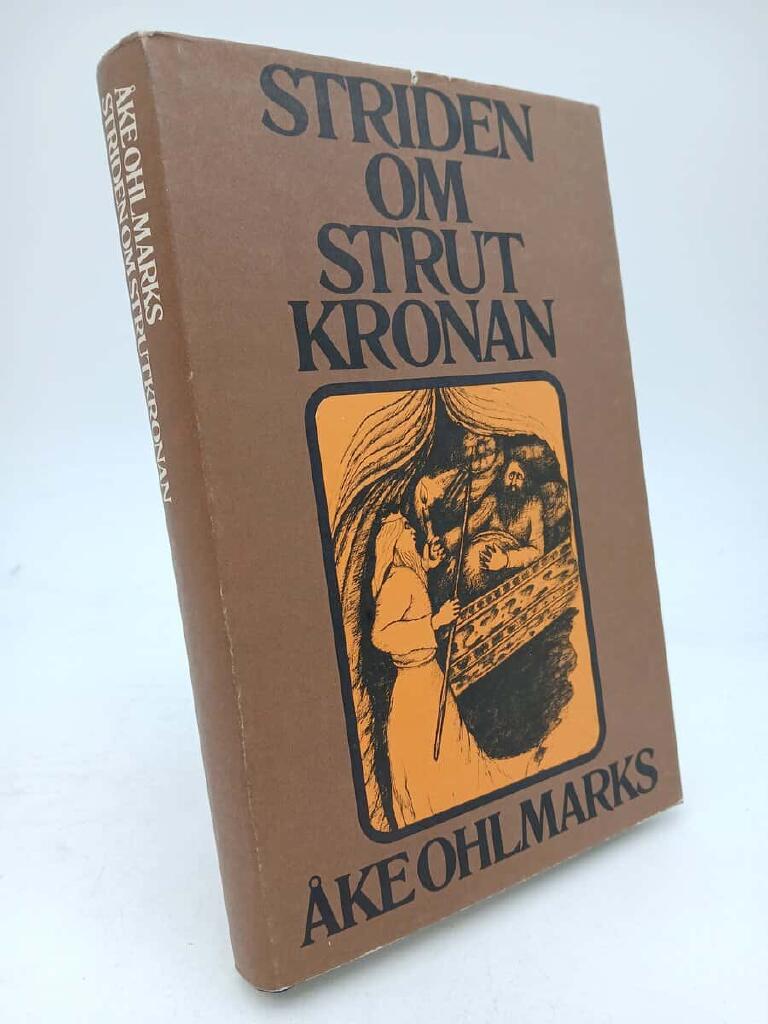 STRIDEN
OM
STRUT
KRONAN
ÅKE OHLMARKS
ÅKE OHLMARKS
STRIDEN OM STRUTKRONAN